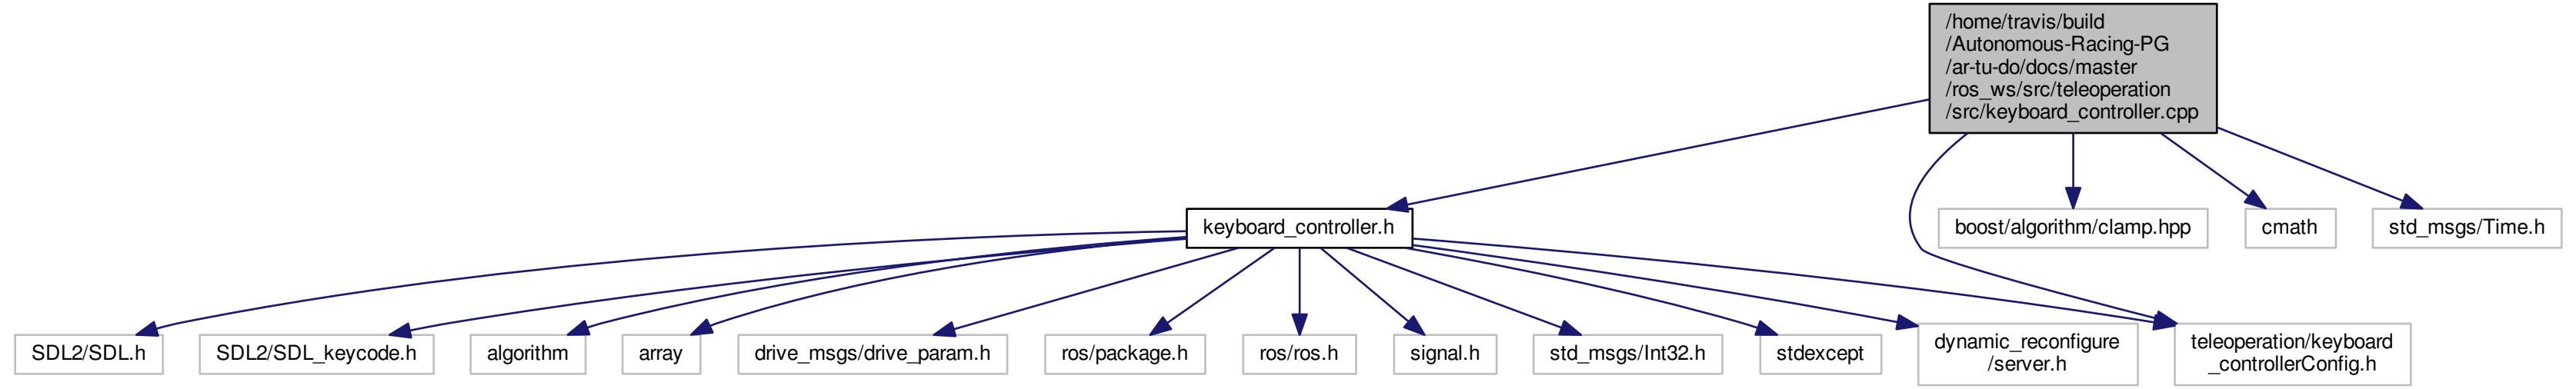 /home/travis/build
/Autonomous-Racing-PG
/ar-tu-do/docs/master
/ros_ws/src/teleoperation
/src/keyboard_controller.cpp
keyboard_controller.h
boost/algorithm/clamp.hpp
cmath
std_msgs/Time.h
SDL2/SDL.h
SDL2/SDL_keycode.h
algorithm
array
drive_msgs/drive_param.h
ros/package.h
ros/ros.h
signal.h
std_msgs/Int32.h
stdexcept
dynamic_reconfigure
/server.h
teleoperation/keyboard
_controllerConfig.h